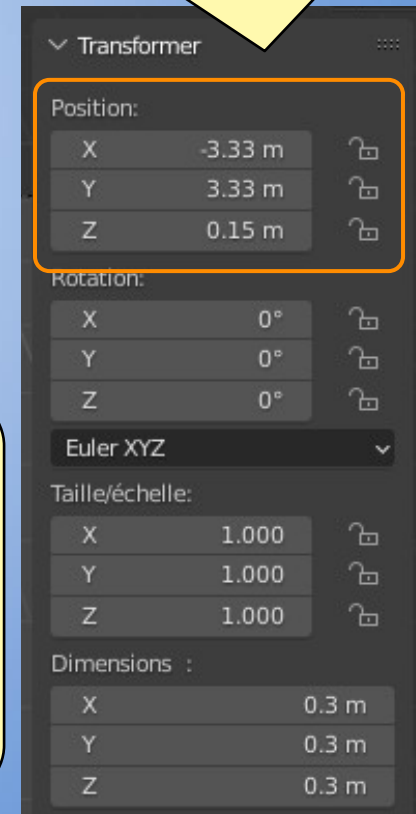 Transformer
Position:
X -3.33 m
Y 3.33 m
Z 0.15 m
Rotation:
X 0°
Y 0°
Z 0°
Euler XYZ
Taille/échelle:
X 1.000
Y 1.000
Z 1.000
Dimensions :
X 0.3 m
Y 0.3 m
Z 0.3 m